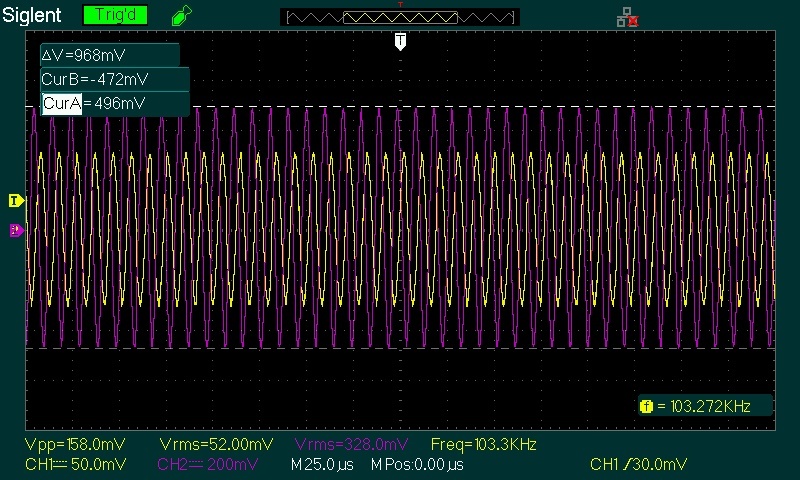 Siglent Trig'd T
T
ΔV=968mV
CurB=-472mV
CurA=496mV
T
f = 103.272KHz
Vpp=158.0mV Vrms=52.00mV Vrms=328.0mV Freq=103.3KHz
CH1 50.0mV CH2 200mV M 25.0µs M Pos:0.00µs CH1 30.0mV